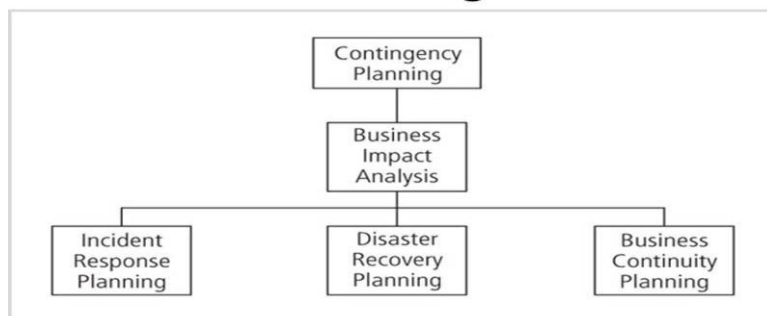 Contingency
Planning
Business
Impact
Analysis
Incident
Response
Planning
Disaster
Recovery
Planning
Business
Continuity
Planning